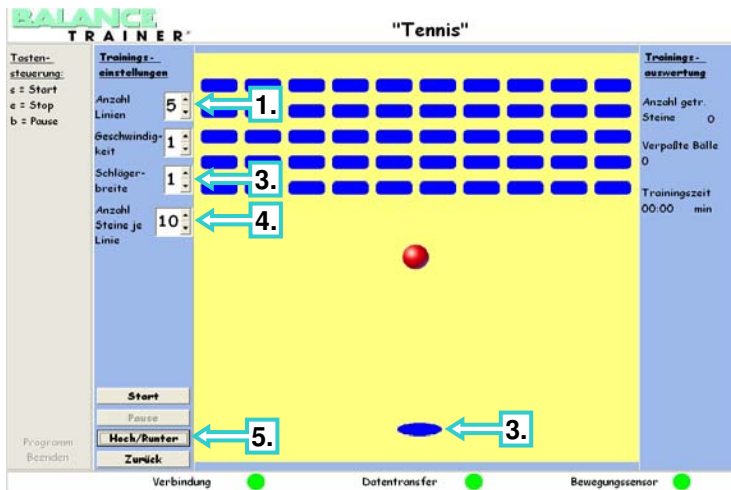 BALANCE
TRAINER®
"Tennis"
Tasten-
steuerung:
s = Start
e = Stop
b = Pause
Programm
Beenden
Trainings-
einstellungen
Anzahl
Linien
5
1.
Geschwindig-
keit
1
Schläger-
breite
1
3.
Anzahl
Steine je
Linie
10
4.
Start
Pause
Hoch/Runter
5.
Zurück
3.
Trainings-
auswertung
Anzahl getr.
Steine 0
Verpaßte Bälle
0
Trainingszeit
00:00 min
Verbindung
Datentransfer
Bewegungssensor